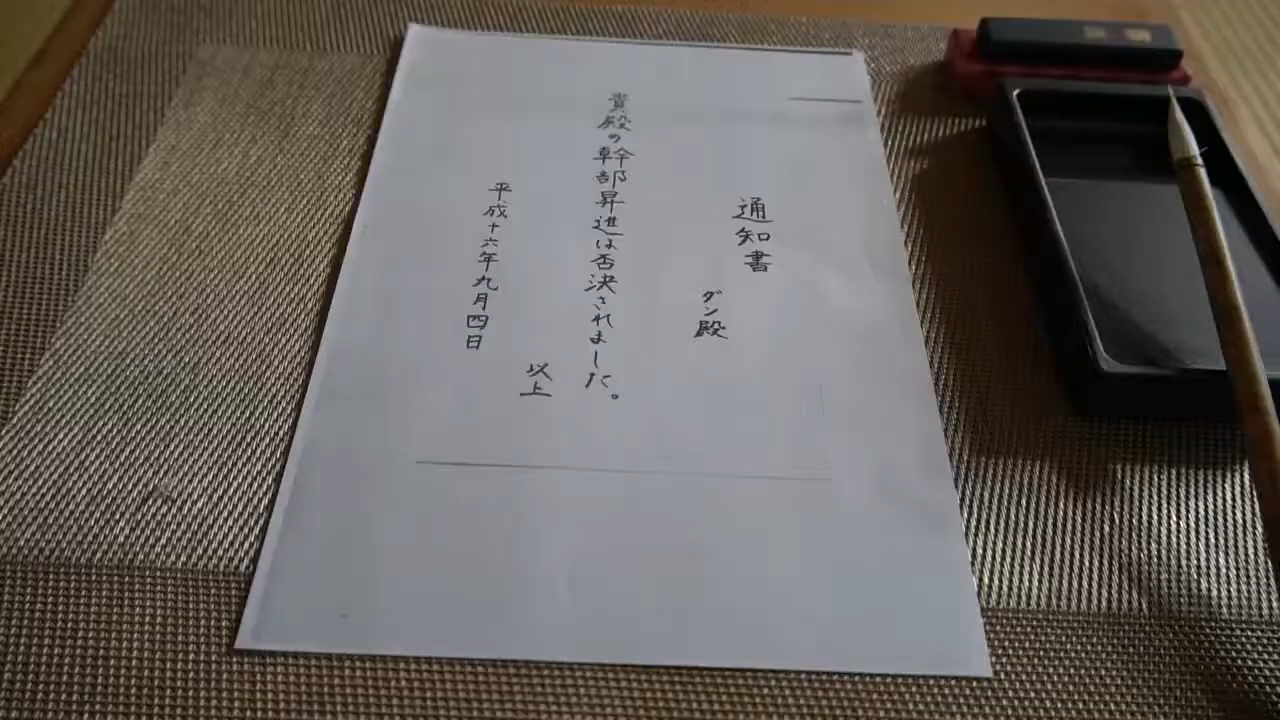 通知書
ダン殿
貴殿の幹部昇進は否決されました。
以上
平成十六年九月四日